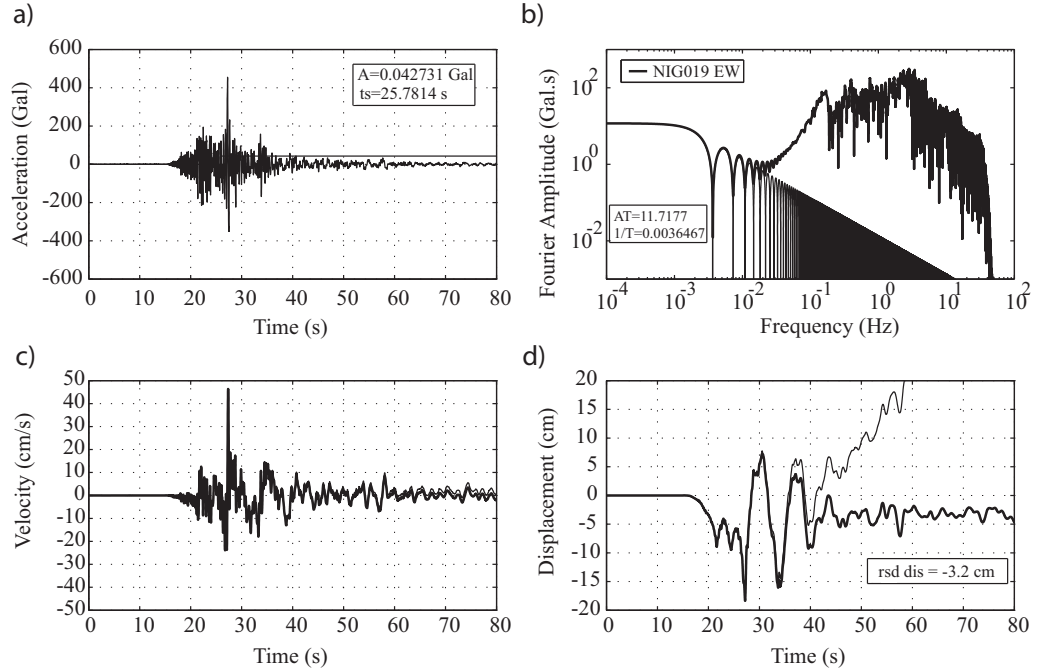 a)
Acceleration (Gal)
600
400
200
0
-200
-400
-600
A=0.042731 Gal
ts=25.7814 s
0 10 20 30 40 50 60 70 80
Time (s)
b)
Fourier Amplitude (Gal.s)
10^2
10^0
10^-2
NIG019 EW
AT=11.7177
1/T=0.0036467
10^-4 10^-3 10^-2 10^-1 10^0 10^1 10^2
Frequency (Hz)
c)
Velocity (cm/s)
50
40
30
20
10
0
-10
-20
-30
-40
-50
0 10 20 30 40 50 60 70 80
Time (s)
d)
Displacement (cm)
20
15
10
5
0
-5
-10
-15
-20
rsd dis = -3.2 cm
0 10 20 30 40 50 60 70 80
Time (s)